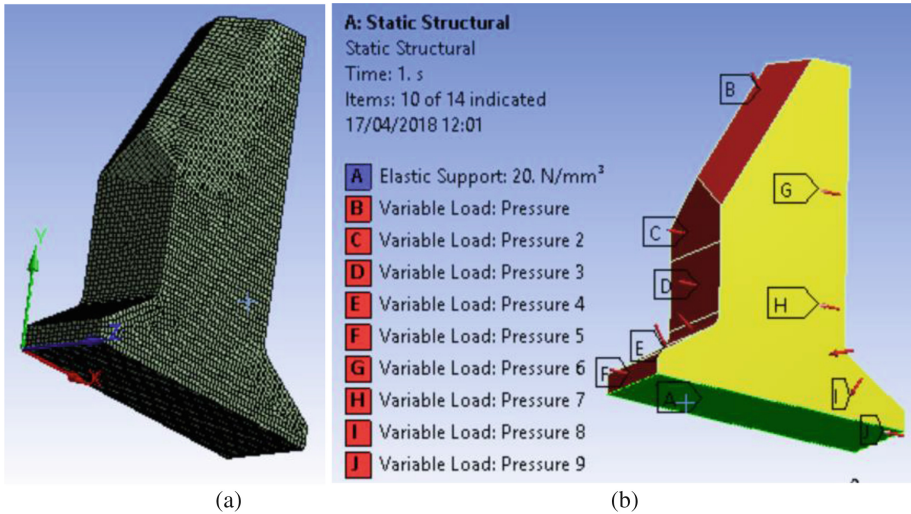 Y
Z
X
(a)
A: Static Structural
Static Structural
Time: 1. s
Items: 10 of 14 indicated
17/04/2018 12:01
A Elastic Support: 20. N/mm³
B Variable Load: Pressure
C Variable Load: Pressure 2
D Variable Load: Pressure 3
E Variable Load: Pressure 4
F Variable Load: Pressure 5
G Variable Load: Pressure 6
H Variable Load: Pressure 7
I Variable Load: Pressure 8
J Variable Load: Pressure 9
B
G
C
D
H
E
F
A
I
J
(b)